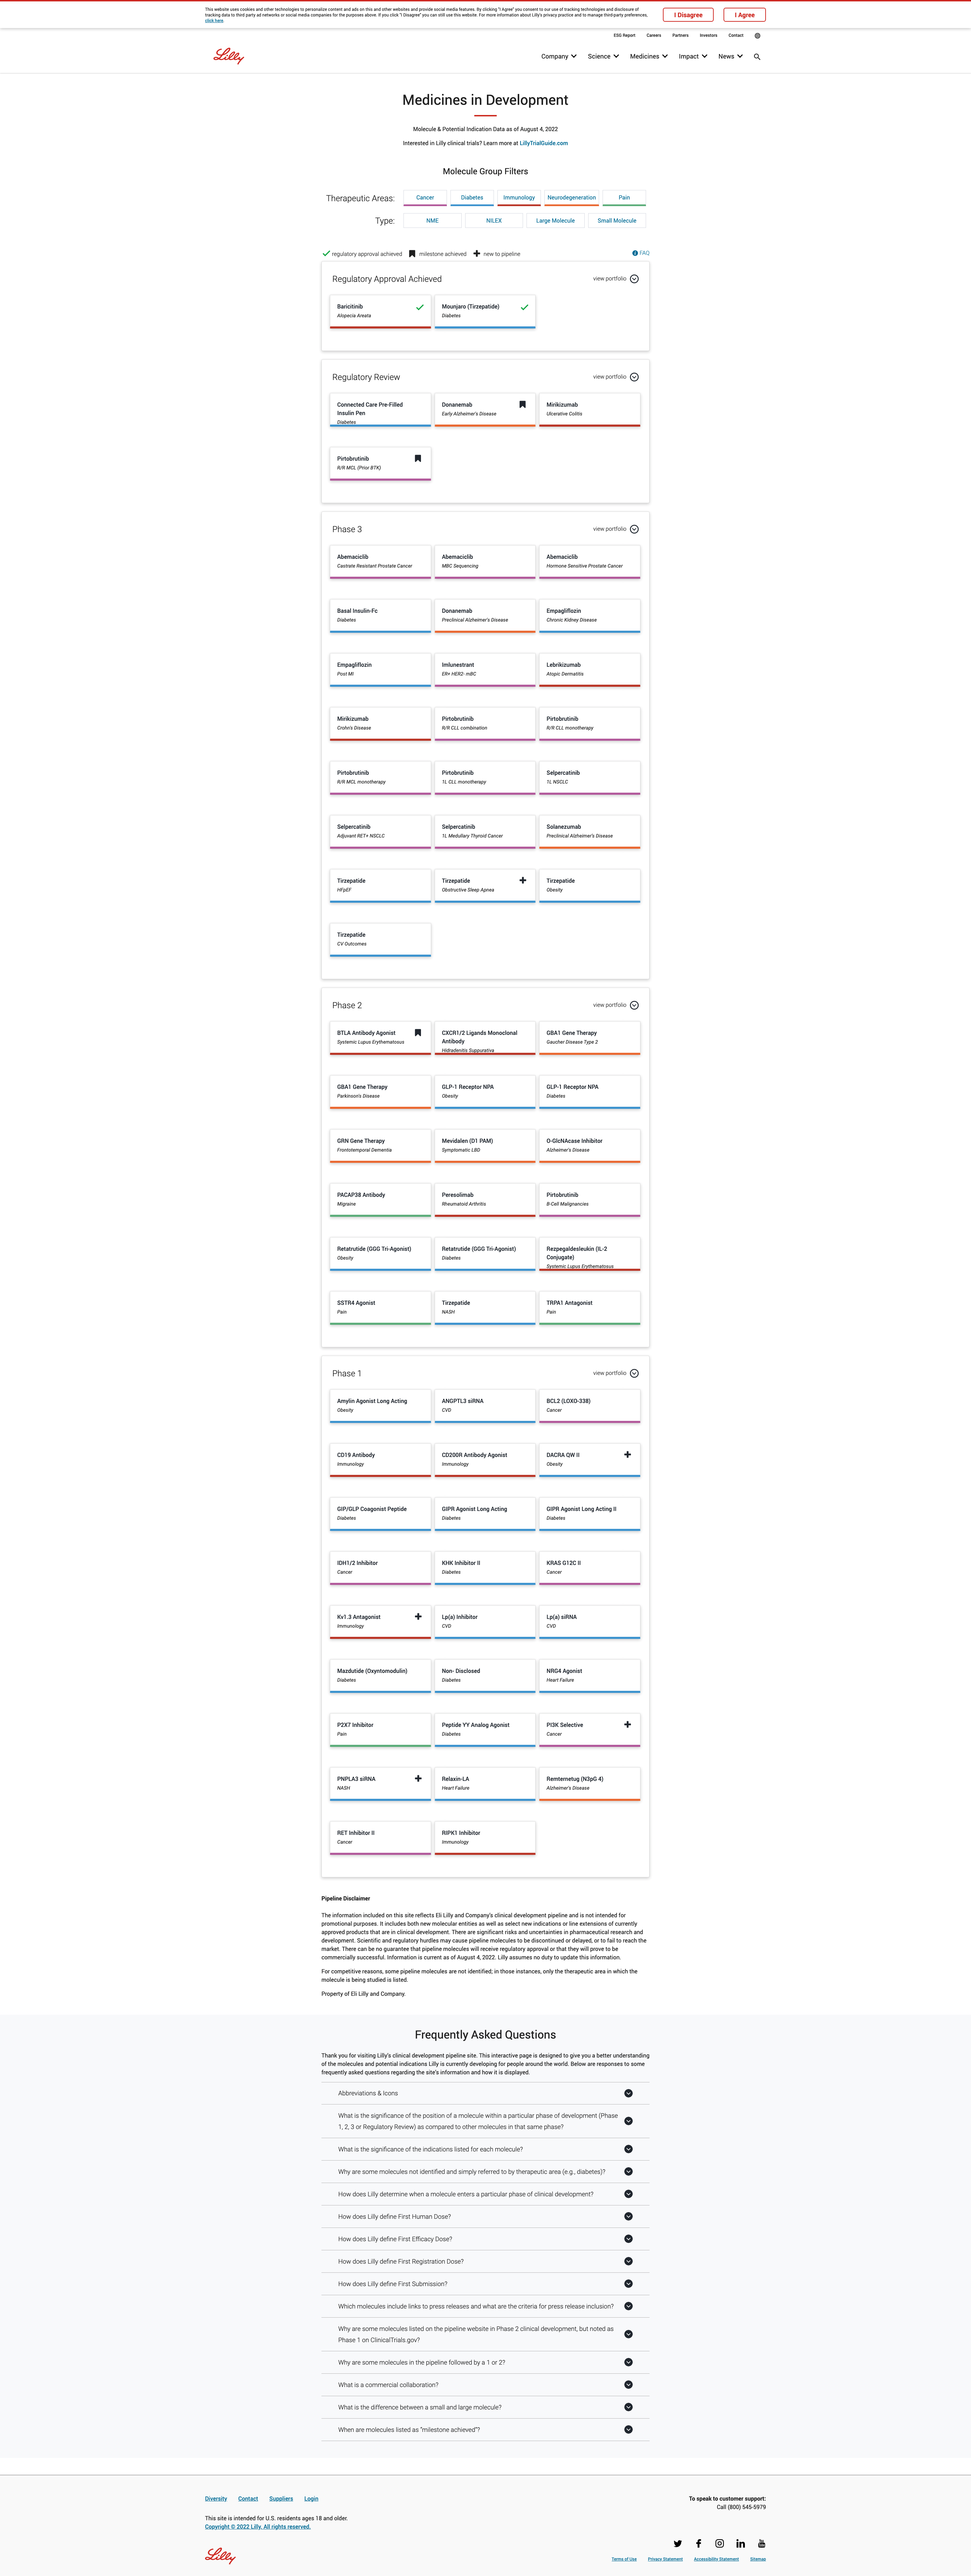 This website uses cookies and other technologies to personalize content and ads on this and other websites and provide social media features. By clicking "I Agree" you consent to our use of tracking technologies and disclosure of
tracking data to third party ad networks or social media companies for the purposes above. If you click "I Disagree" you can still use this website. For more information about Lilly's privacy practice and to manage third-party preferences,
click here.
I Disagree
I Agree
ESG Report Careers Partners Investors Contact
Lilly
Company Science Medicines Impact News
Medicines in Development
Molecule & Potential Indication Data as of August 4, 2022
Interested in Lilly clinical trials? Learn more at LillyTrialGuide.com
Molecule Group Filters
Therapeutic Areas: Cancer Diabetes Immunology Neurodegeneration Pain
Type: NME NILEX Large Molecule Small Molecule
regulatory approval achieved milestone achieved new to pipeline FAQ
Regulatory Approval Achieved view portfolio
Baricitinib
Alopecia Areata
Mounjaro (Tirzepatide)
Diabetes
Regulatory Review view portfolio
Connected Care Pre-Filled
Insulin Pen
Diabetes
Donanemab
Early Alzheimer's Disease
Mirikizumab
Ulcerative Colitis
Pirtobrutinib
R/R MCL (Prior BTK)
Phase 3 view portfolio
Abemaciclib
Castrate Resistant Prostate Cancer
Abemaciclib
MBC Sequencing
Abemaciclib
Hormone Sensitive Prostate Cancer
Basal Insulin-Fc
Diabetes
Donanemab
Preclinical Alzheimer's Disease
Empagliflozin
Chronic Kidney Disease
Empagliflozin
Post MI
Imlunestrant
ER+ HER2- mBC
Lebrikizumab
Atopic Dermatitis
Mirikizumab
Crohn's Disease
Pirtobrutinib
R/R CLL combination
Pirtobrutinib
R/R CLL monotherapy
Pirtobrutinib
R/R MCL monotherapy
Pirtobrutinib
1L CLL monotherapy
Selpercatinib
1L NSCLC
Selpercatinib
Adjuvant RET+ NSCLC
Selpercatinib
1L Medullary Thyroid Cancer
Solanezumab
Preclinical Alzheimer's Disease
Tirzepatide
HFpEF
Tirzepatide
Obstructive Sleep Apnea
Tirzepatide
Obesity
Tirzepatide
CV Outcomes
Phase 2 view portfolio
BTLA Antibody Agonist
Systemic Lupus Erythematosus
CXCR1/2 Ligands Monoclonal
Antibody
Hidradenitis Suppurativa
GBA1 Gene Therapy
Gaucher Disease Type 2
GBA1 Gene Therapy
Parkinson's Disease
GLP-1 Receptor NPA
Obesity
GLP-1 Receptor NPA
Diabetes
GRN Gene Therapy
Frontotemporal Dementia
Mevidalen (D1 PAM)
Symptomatic LBD
O-GlcNAcase Inhibitor
Alzheimer's Disease
PACAP38 Antibody
Migraine
Peresolimab
Rheumatoid Arthritis
Pirtobrutinib
B-Cell Malignancies
Retatrutide (GGG Tri-Agonist)
Obesity
Retatrutide (GGG Tri-Agonist)
Diabetes
Rezpegaldesleukin (IL-2
Conjugate)
Systemic Lupus Erythematosus
SSTR4 Agonist
Pain
Tirzepatide
NASH
TRPA1 Antagonist
Pain
Phase 1 view portfolio
Amylin Agonist Long Acting
Obesity
ANGPTL3 siRNA
CVD
BCL2 (LOXO-338)
Cancer
CD19 Antibody
Immunology
CD200R Antibody Agonist
Immunology
DACRA QW II
Obesity
GIP/GLP Coagonist Peptide
Diabetes
GIPR Agonist Long Acting
Diabetes
GIPR Agonist Long Acting II
Diabetes
IDH1/2 Inhibitor
Cancer
KHK Inhibitor II
Diabetes
KRAS G12C II
Cancer
Kv1.3 Antagonist
Immunology
Lp(a) Inhibitor
CVD
Lp(a) siRNA
CVD
Mazdutide (Oxyntomodulin)
Diabetes
Non- Disclosed
Diabetes
NRG4 Agonist
Heart Failure
P2X7 Inhibitor
Pain
Peptide YY Analog Agonist
Diabetes
PI3K Selective
Cancer
PNPLA3 siRNA
NASH
Relaxin-LA
Heart Failure
Remternetug (N3pG 4)
Alzheimer's Disease
RET Inhibitor II
Cancer
RIPK1 Inhibitor
Immunology
Pipeline Disclaimer
The information included on this site reflects Eli Lilly and Company's clinical development pipeline and is not intended for
promotional purposes. It includes both new molecular entities as well as select new indications or line extensions of currently
approved products that are in clinical development. There are significant risks and uncertainties in pharmaceutical research and
development. Scientific and regulatory hurdles may cause pipeline molecules to be discontinued or delayed, or to fail to reach the
market. There can be no guarantee that pipeline molecules will receive regulatory approval or that they will prove to be
commercially successful. Information is current as of August 4, 2022. Lilly assumes no duty to update this information.
For competitive reasons, some pipeline molecules are not identified; in those instances, only the therapeutic area in which the
molecule is being studied is listed.
Property of Eli Lilly and Company.
Frequently Asked Questions
Thank you for visiting Lilly's clinical development pipeline site. This interactive page is designed to give you a better understanding
of the molecules and potential indications Lilly is currently developing for people around the world. Below are responses to some
frequently asked questions regarding the site's information and how it is displayed.
Abbreviations & Icons
What is the significance of the position of a molecule within a particular phase of development (Phase
1, 2, 3 or Regulatory Review) as compared to other molecules in that same phase?
What is the significance of the indications listed for each molecule?
Why are some molecules not identified and simply referred to by therapeutic area (e.g., diabetes)?
How does Lilly determine when a molecule enters a particular phase of clinical development?
How does Lilly define First Human Dose?
How does Lilly define First Efficacy Dose?
How does Lilly define First Registration Dose?
How does Lilly define First Submission?
Which molecules include links to press releases and what are the criteria for press release inclusion?
Why are some molecules listed on the pipeline website in Phase 2 clinical development, but noted as
Phase 1 on ClinicalTrials.gov?
Why are some molecules in the pipeline followed by a 1 or 2?
What is a commercial collaboration?
What is the difference between a small and large molecule?
When are molecules listed as "milestone achieved"?
Diversity Contact Suppliers Login
To speak to customer support:
Call (800) 545-5979
This site is intended for U.S. residents ages 18 and older.
Copyright © 2022 Lilly. All rights reserved.
Lilly
Terms of Use Privacy Statement Accessibility Statement Sitemap